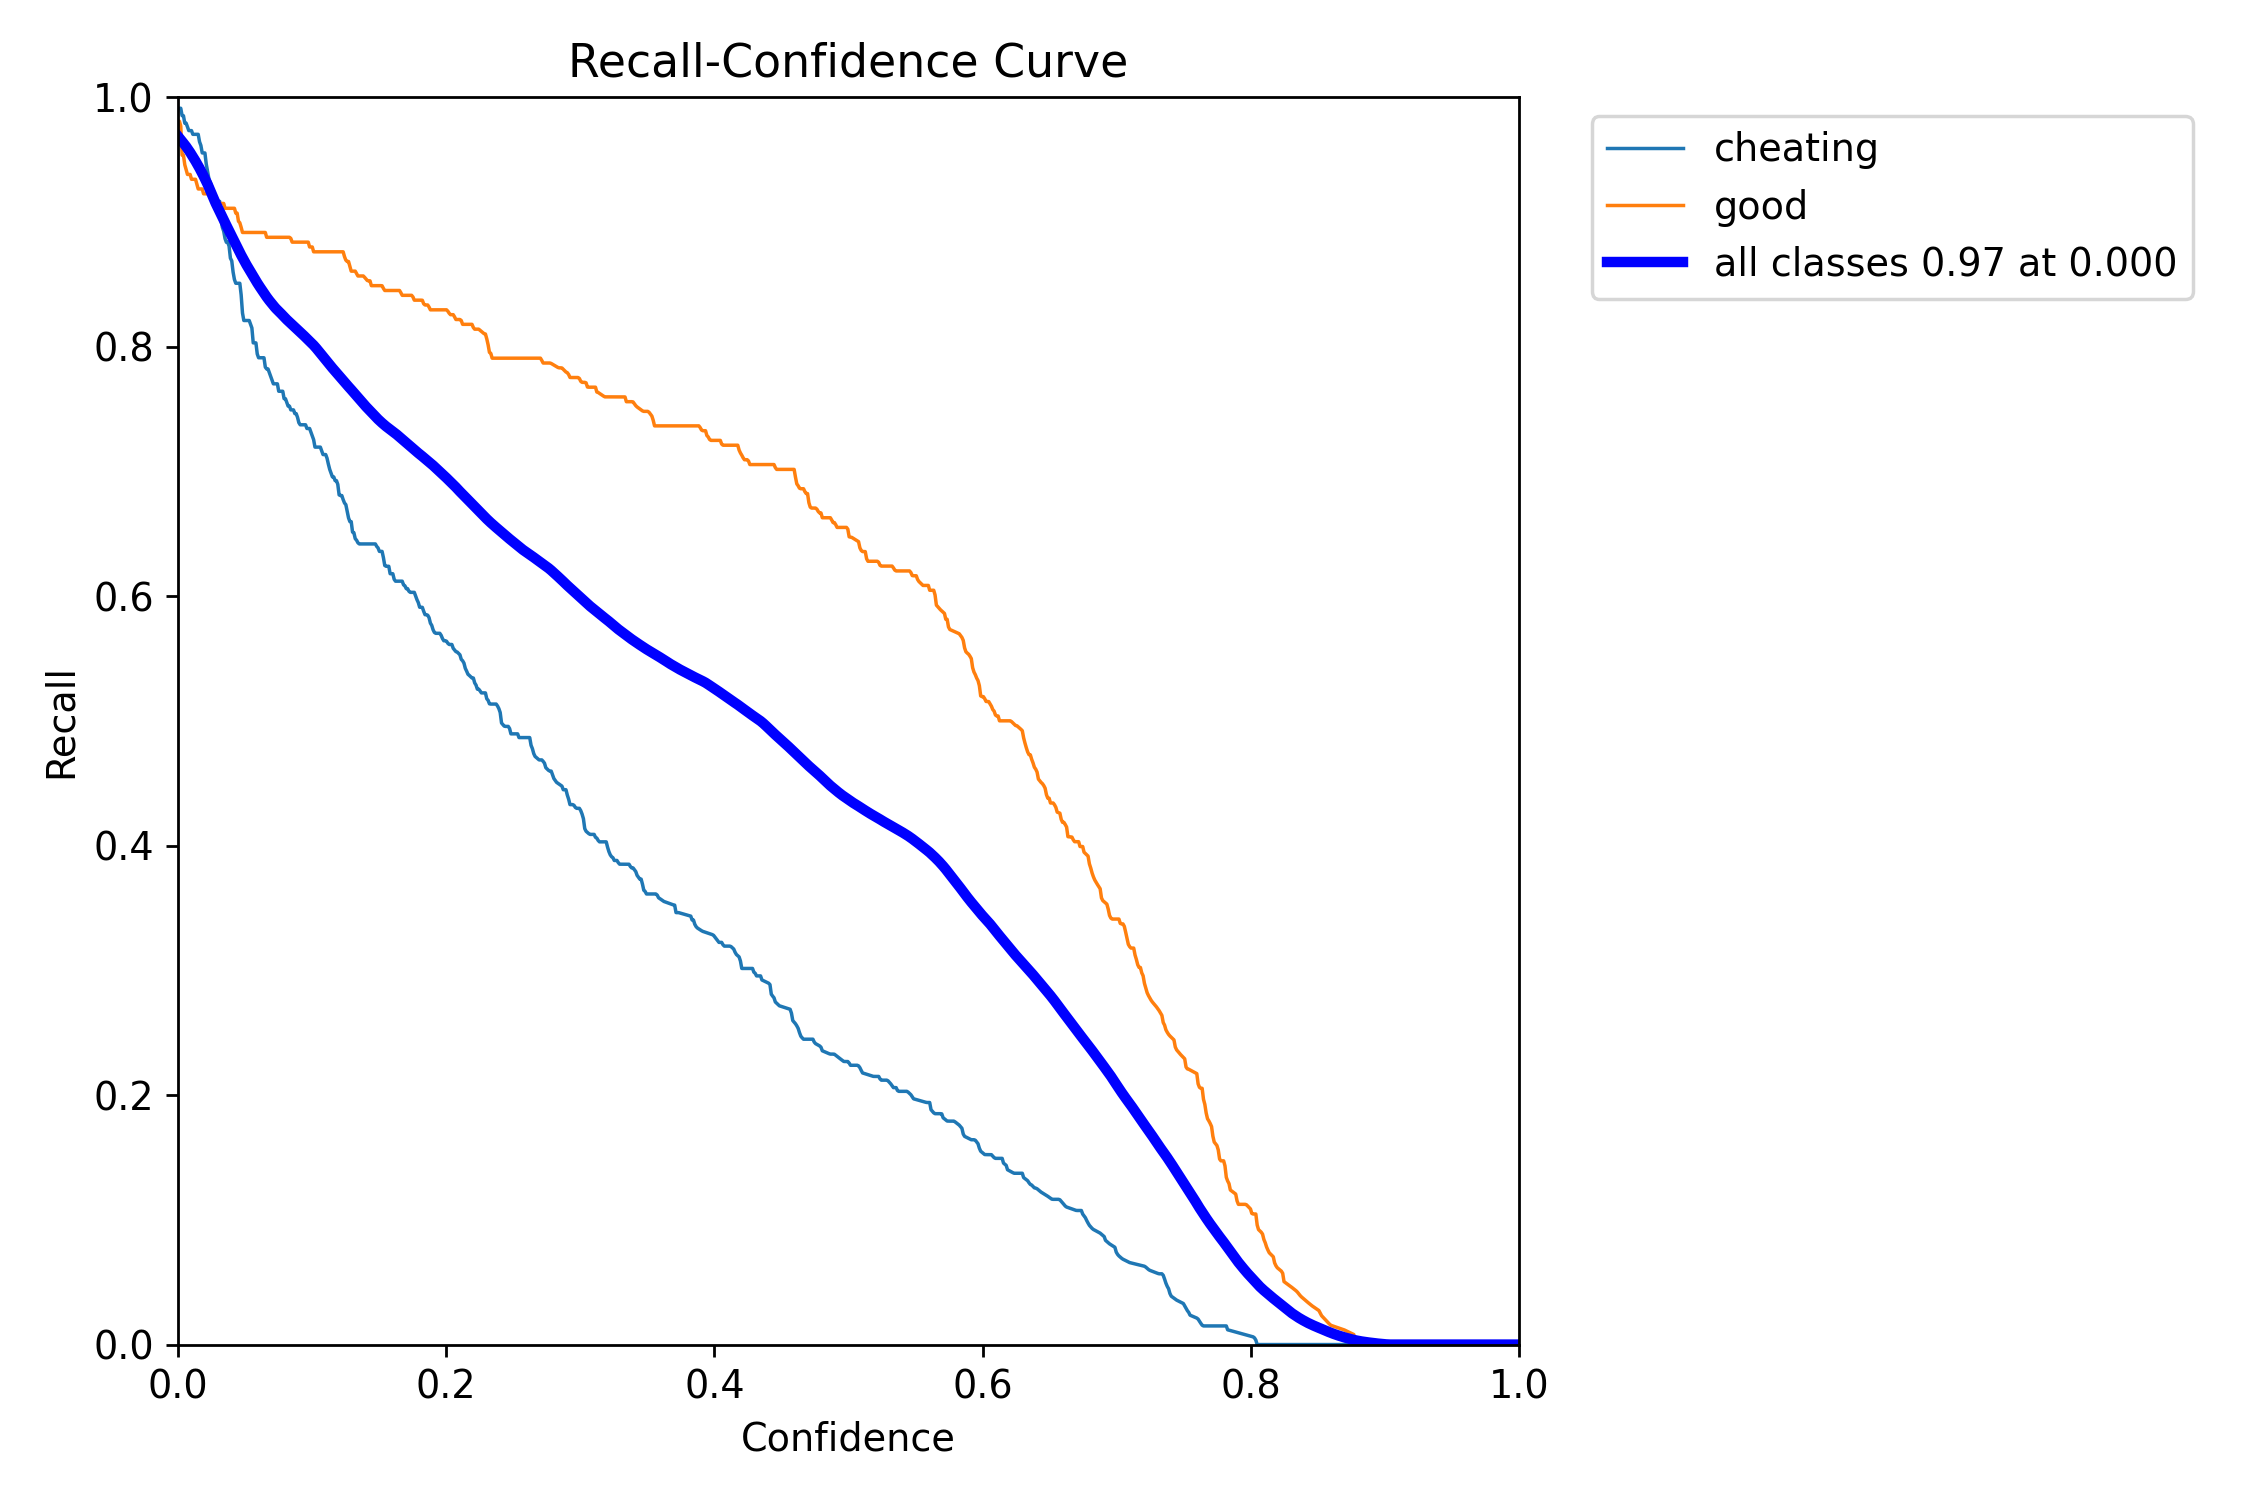 Recall-Confidence Curve
1.0
0.8
0.6
0.4
0.2
0.0
Recall
0.0 0.2 0.4 0.6 0.8 1.0
Confidence
cheating
good
all classes 0.97 at 0.000